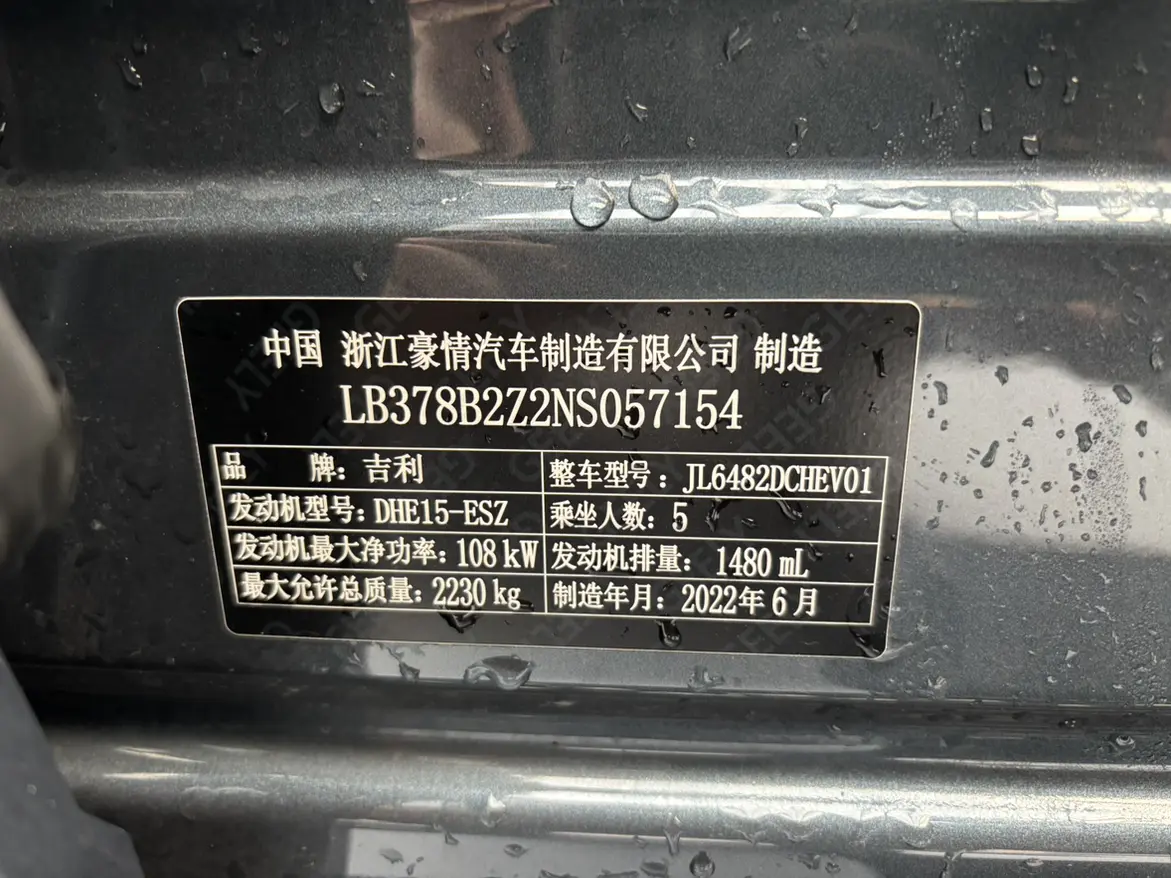 中国 浙江豪情汽车制造有限公司 制造
LB378B2Z2NS057154
品 牌：吉利 整车型号：JL6482DCHEV01
发动机型号：DHE15-ESZ 乘坐人数：5
发动机最大净功率：108 kW 发动机排量：1480 mL
最大允许总质量：2230 kg 制造年月：2022年6月